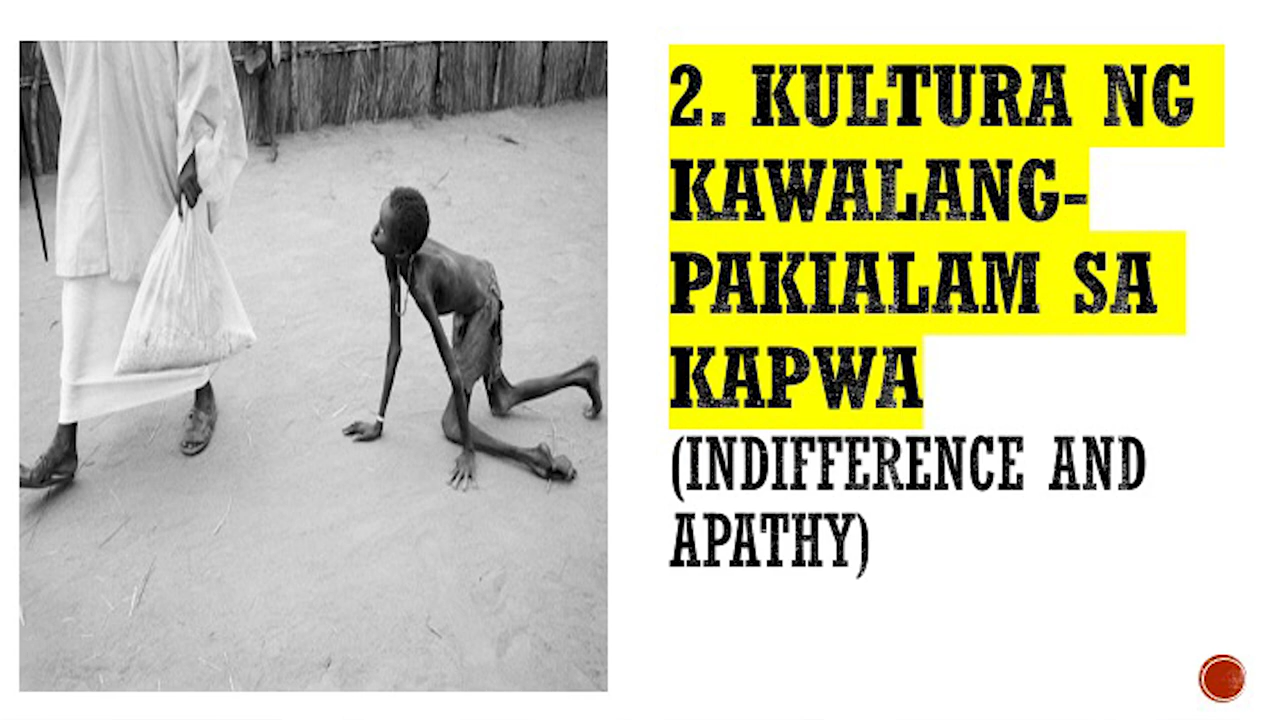 2. KULTURA NG
KAWALANG-
PAKIALAM SA
KAPWA
(INDIFFERENCE AND
APATHY)